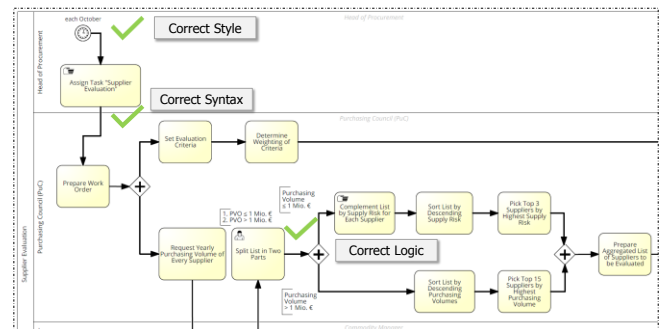 Head of Procurement
each October
Correct Style
Head of Procurement
Assign Task "Supplier
Evaluation"
Correct Syntax
Purchasing Council (PuC)
Set Evaluation
Criteria
Determine
Weighting of
Criteria
Prepare Work
Order
Purchasing Council (PuC)
Supplier Evaluation
1. PVO ≤ 1 Mio. €
2. PVO > 1 Mio. €
Purchasing
Volume
≤ 1 Mio. €
Complement List
by Supply Risk for
Each Supplier
Sort List by
Descending
Supply Risk
Pick Top 3
Suppliers by
Highest Supply
Risk
Request Yearly
Purchasing Volume of
Every Supplier
Split List in Two
Parts
Correct Logic
Prepare
Aggregated List
of Suppliers to
be Evaluated
Purchasing
Volume
> 1 Mio. €
Sort List by
Descending
Purchasing
Volumes
Pick Top 15
Suppliers by
Highest
Purchasing
Volume
Commodity Manager